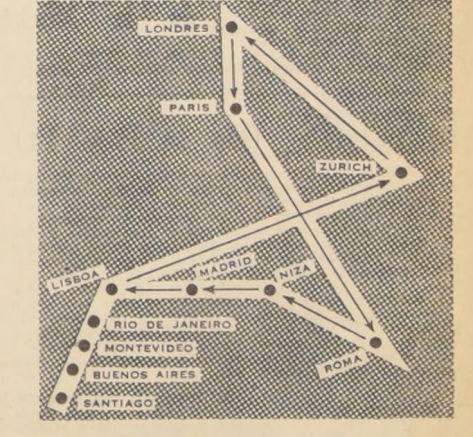 LONDRES
PARIS
ZURICH
LISBOA
MADRID
NIZA
RIO DE JANEIRO
MONTEVIDEO
BUENOS AIRES
ROMA
SANTIAGO